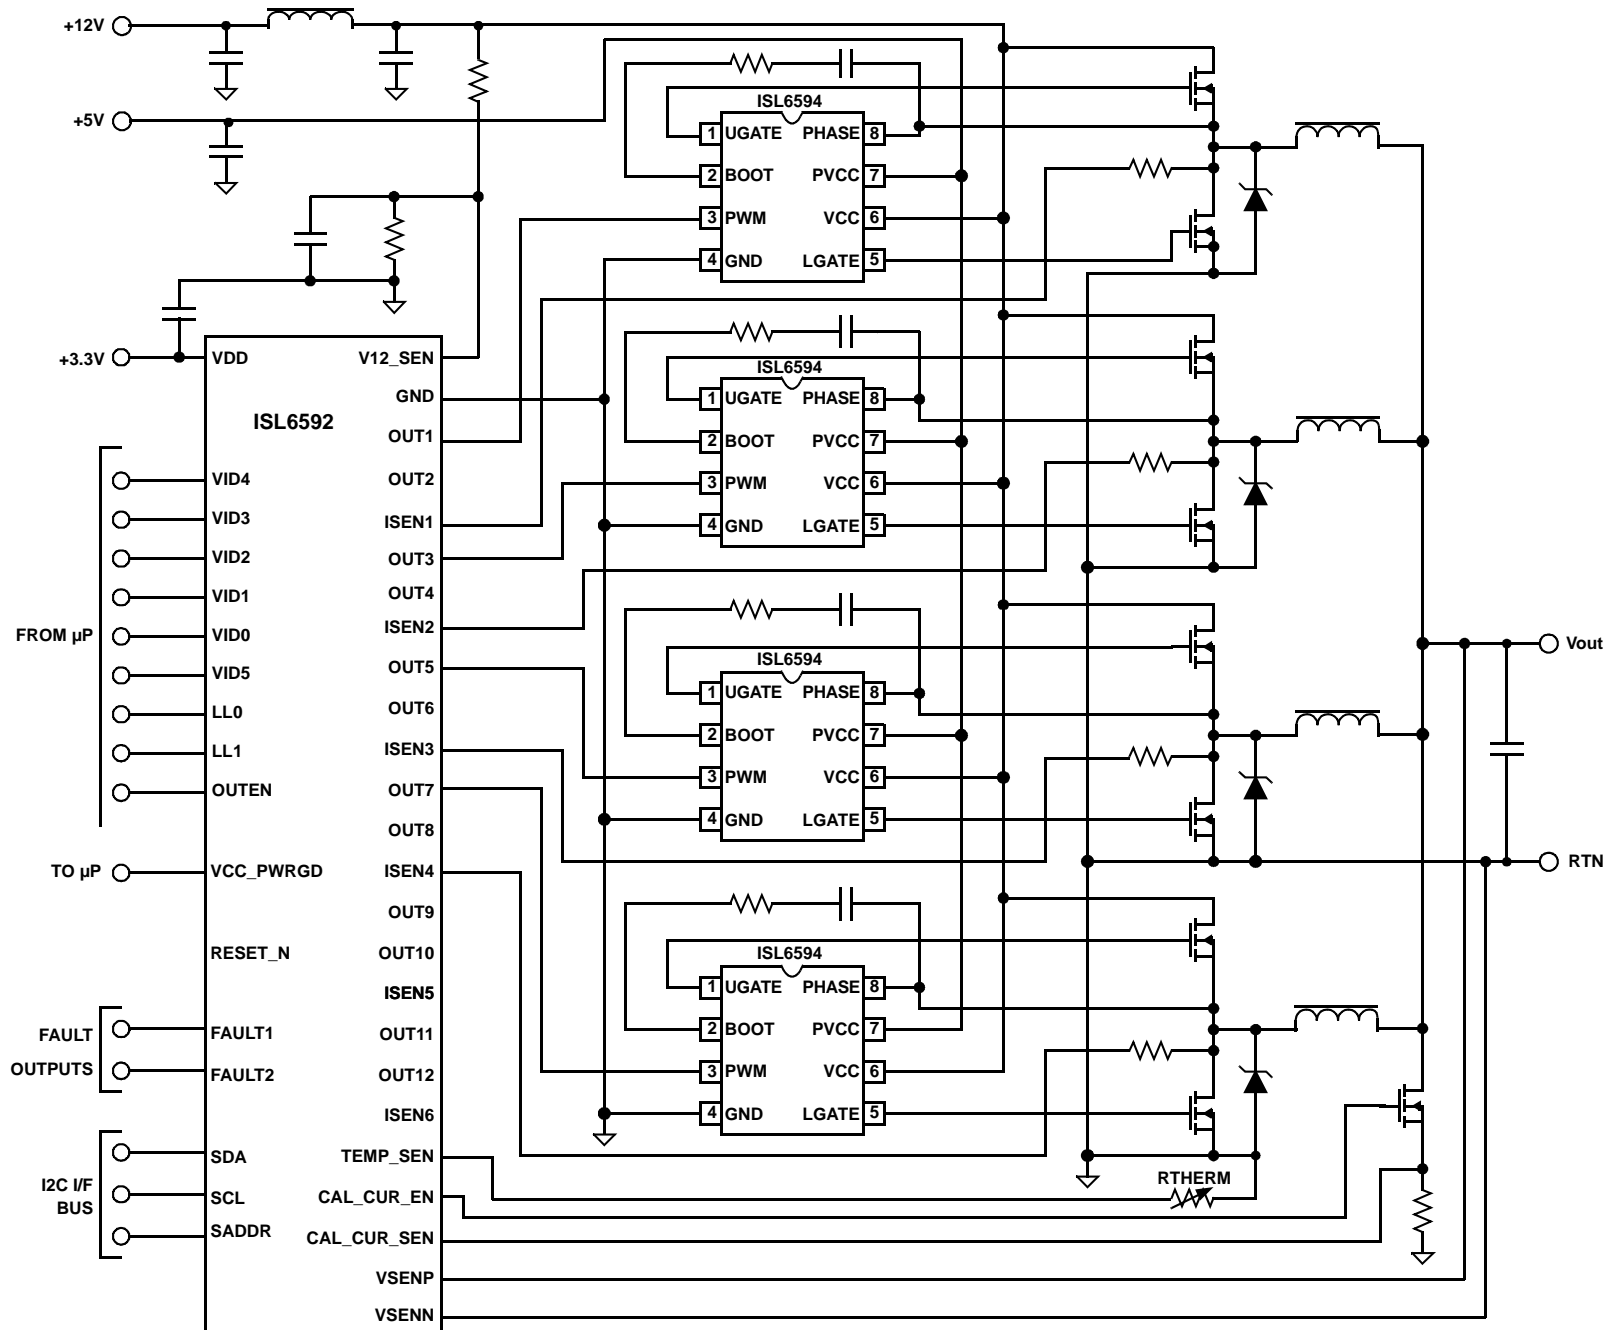 +12V
+5V
+3.3V
ISL6592
VDD
V12_SEN
GND
OUT1
OUT2
ISEN1
OUT3
OUT4
ISEN2
OUT5
OUT6
ISEN3
OUT7
OUT8
ISEN4
OUT9
OUT10
ISEN5
OUT11
OUT12
ISEN6
TEMP_SEN
CAL_CUR_EN
CAL_CUR_SEN
VSENP
VSENN
FROM µP
VID4
VID3
VID2
VID1
VID0
VID5
LL0
LL1
OUTEN
TO µP
VCC_PWRGD
RESET_N
FAULT
OUTPUTS
FAULT1
FAULT2
I2C I/F
BUS
SDA
SCL
SADDR
ISL6594
1 UGATE PHASE 8
2 BOOT PVCC 7
3 PWM VCC 6
4 GND LGATE 5
ISL6594
1 UGATE PHASE 8
2 BOOT PVCC 7
3 PWM VCC 6
4 GND LGATE 5
ISL6594
1 UGATE PHASE 8
2 BOOT PVCC 7
3 PWM VCC 6
4 GND LGATE 5
ISL6594
1 UGATE PHASE 8
2 BOOT PVCC 7
3 PWM VCC 6
4 GND LGATE 5
RTHERM
Vout
RTN